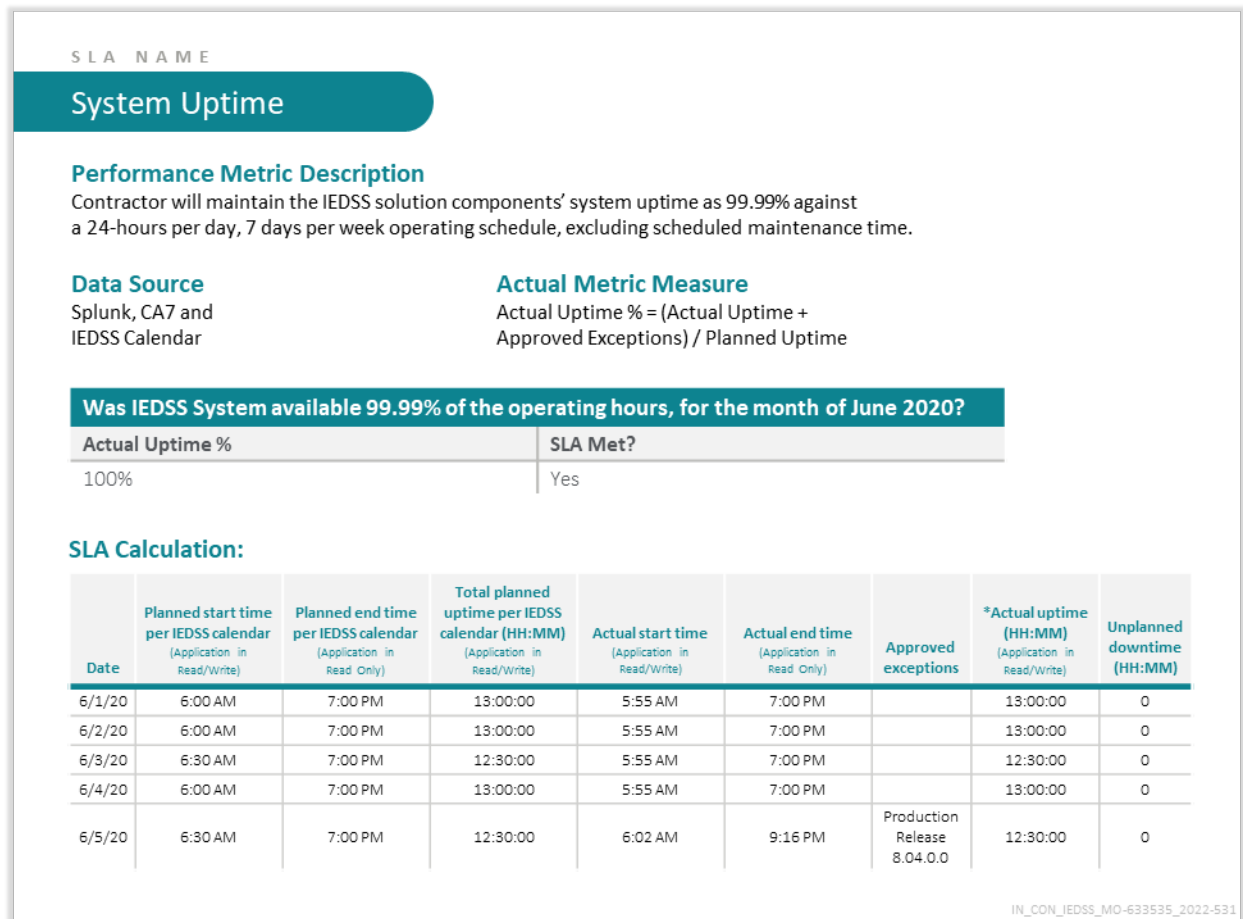 SLA NAME
System Uptime
Performance Metric Description
Contractor will maintain the IEDSS solution components' system uptime as 99.99% against
a 24-hours per day, 7 days per week operating schedule, excluding scheduled maintenance time.
Data Source
Splunk, CA7 and
IEDSS Calendar
Actual Metric Measure
Actual Uptime % = (Actual Uptime +
Approved Exceptions) / Planned Uptime
Was IEDSS System available 99.99% of the operating hours, for the month of June 2020?
Actual Uptime % SLA Met?
100% Yes
SLA Calculation:
Date
Planned start time
per IEDSS calendar
(Application in
Read/Write)
Planned end time
per IEDSS calendar
(Application in
Read Only)
Total planned
uptime per IEDSS
calendar (HH:MM)
(Application in
Read/Write)
Actual start time
(Application in
Read/Write)
Actual end time
(Application in
Read Only)
Approved
exceptions
*Actual uptime
(HH:MM)
(Application in
Read/Write)
Unplanned
downtime
(HH:MM)
6/1/20 6:00 AM 7:00 PM 13:00:00 5:55 AM 7:00 PM 13:00:00 0
6/2/20 6:00 AM 7:00 PM 13:00:00 5:55 AM 7:00 PM 13:00:00 0
6/3/20 6:30 AM 7:00 PM 12:30:00 5:55 AM 7:00 PM 12:30:00 0
6/4/20 6:00 AM 7:00 PM 13:00:00 5:55 AM 7:00 PM 13:00:00 0
6/5/20 6:30 AM 7:00 PM 12:30:00 6:02 AM 9:16 PM Production
Release
8.04.0.0 12:30:00 0
IN_CON_IEDSS_MO-633535_2022-531